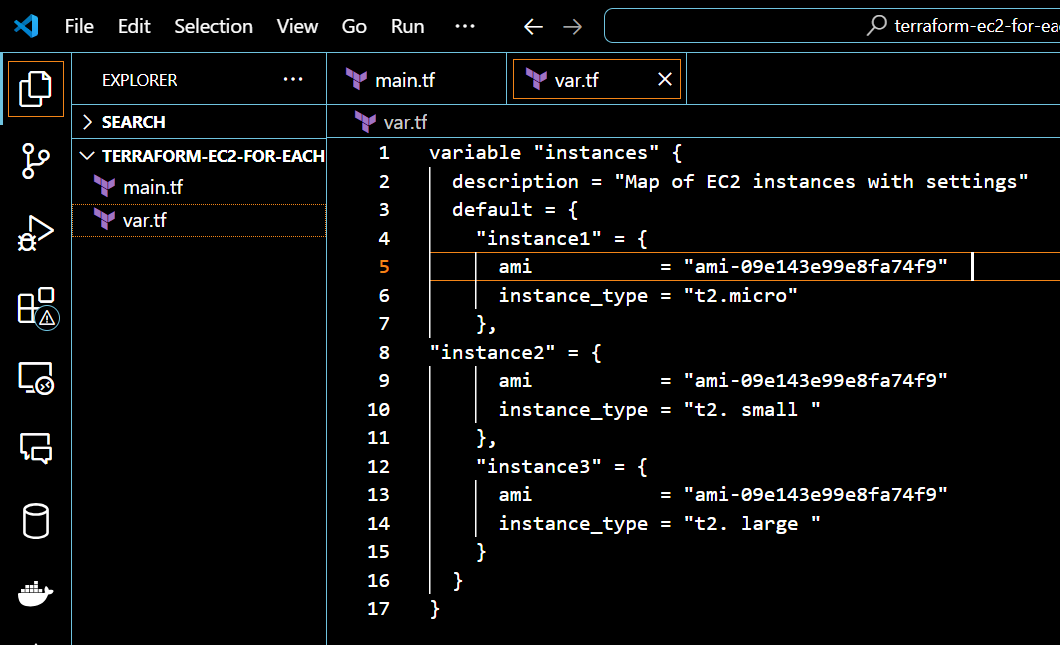 File Edit Selection View Go Run ···
terraform-ec2-for-ea
EXPLORER ···
SEARCH
TERRAFORM-EC2-FOR-EACH
main.tf
var.tf
main.tf
var.tf
var.tf
1 variable "instances" {
2 description = "Map of EC2 instances with settings"
3 default = {
4 "instance1" = {
5 ami = "ami-09e143e99e8fa74f9"
6 instance_type = "t2.micro"
7 },
8 "instance2" = {
9 ami = "ami-09e143e99e8fa74f9"
10 instance_type = "t2. small "
11 },
12 "instance3" = {
13 ami = "ami-09e143e99e8fa74f9"
14 instance_type = "t2. large "
15 }
16 }
17 }